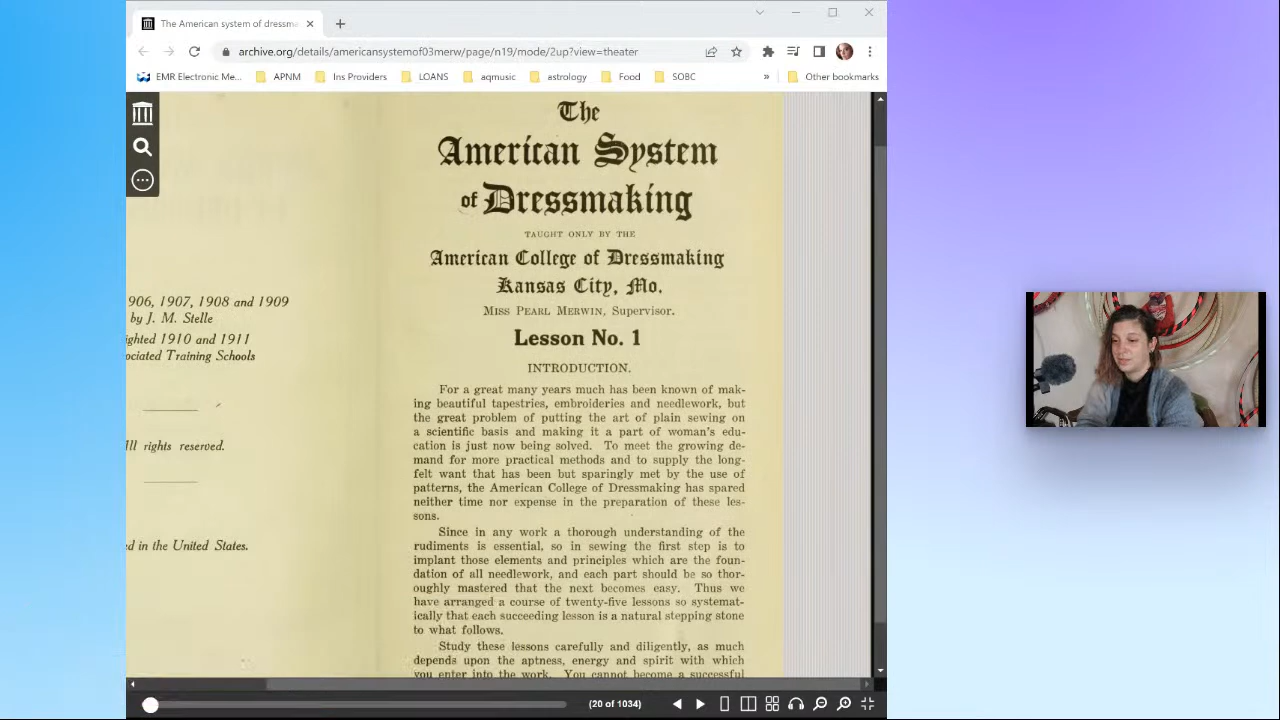 The American system of dressma
archive.org/details/americansystemof03merw/page/n19/mode/2up?view=theater
EMR Electronic Me...
APNM
Ins Providers
LOANS
aqmusic
astrology
Food
SOBC
»
Other bookmarks
906, 1907, 1908 and 1909
by J. M. Stelle
ighted 1910 and 1911
ociated Training Schools
ll rights reserved.
ed in the United States.
The
American System
of Dressmaking
TAUGHT ONLY BY THE
American College of Dressmaking
Kansas City, Mo.
Miss Pearl Merwin, Supervisor.
Lesson No. 1
INTRODUCTION.
For a great many years much has been known of mak-
ing beautiful tapestries, embroideries and needlework, but
the great problem of putting the art of plain sewing on
a scientific basis and making it a part of woman's edu-
cation is just now being solved. To meet the growing de-
mand for more practical methods and to supply the long-
felt want that has been but sparingly met by the use of
patterns, the American College of Dressmaking has spared
neither time nor expense in the preparation of these les-
sons.
Since in any work a thorough understanding of the
rudiments is essential, so in sewing the first step is to
implant those elements and principles which are the foun-
dation of all needlework, and each part should be so thor-
oughly mastered that the next becomes easy. Thus we
have arranged a course of twenty-five lessons so systemat-
ically that each succeeding lesson is a natural stepping stone
to what follows.
Study these lessons carefully and diligently, as much
depends upon the aptness, energy and spirit with which
you enter into the work. You cannot become a successful
(20 of 1034)